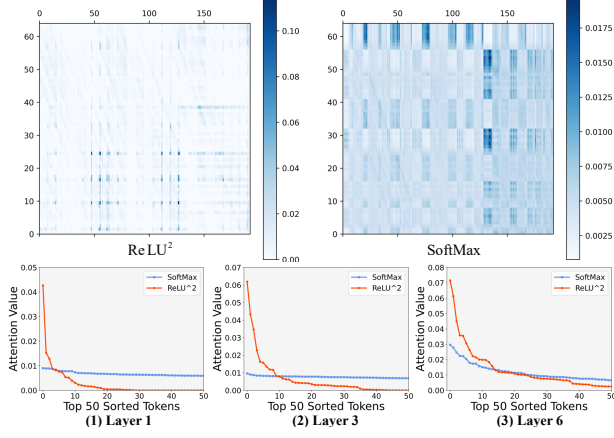 0 50 100 150
0 50 100 150
60
50
40
30
20
10
0
0.10
0.08
0.06
0.04
0.02
0.00
60
50
40
30
20
10
0
0.0175
0.0150
0.0125
0.0100
0.0075
0.0050
0.0025
ReLU²
SoftMax
Attention Value
0.05
0.04
0.03
0.02
0.01
0.00
0 10 20 30 40 50
SoftMax
ReLU^2
Top 50 Sorted Tokens
(1) Layer 1
Attention Value
0.07
0.06
0.05
0.04
0.03
0.02
0.01
0.00
0 10 20 30 40 50
SoftMax
ReLU^2
Top 50 Sorted Tokens
(2) Layer 3
Attention Value
0.08
0.07
0.06
0.05
0.04
0.03
0.02
0.01
0.00
0 10 20 30 40 50
SoftMax
ReLU^2
Top 50 Sorted Tokens
(3) Layer 6